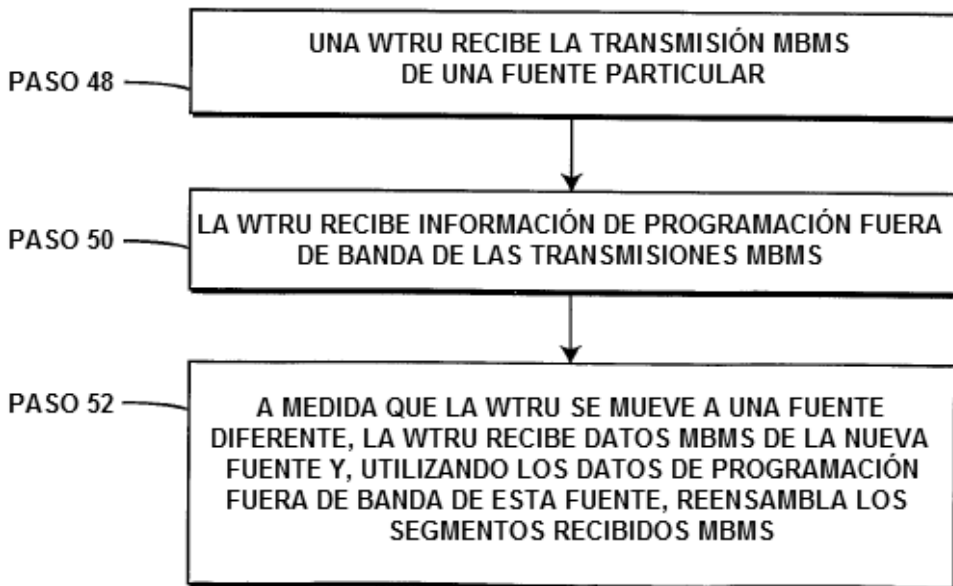 UNA WTRU RECIBE LA TRANSMISIÓN MBMS
DE UNA FUENTE PARTICULAR
PASO 48
LA WTRU RECIBE INFORMACIÓN DE PROGRAMACIÓN FUERA
DE BANDA DE LAS TRANSMISIONES MBMS
PASO 50
A MEDIDA QUE LA WTRU SE MUEVE A UNA FUENTE
DIFERENTE, LA WTRU RECIBE DATOS MBMS DE LA NUEVA
FUENTE Y, UTILIZANDO LOS DATOS DE PROGRAMACIÓN
FUERA DE BANDA DE ESTA FUENTE, REENSAMBLA LOS
SEGMENTOS RECIBIDOS MBMS
PASO 52